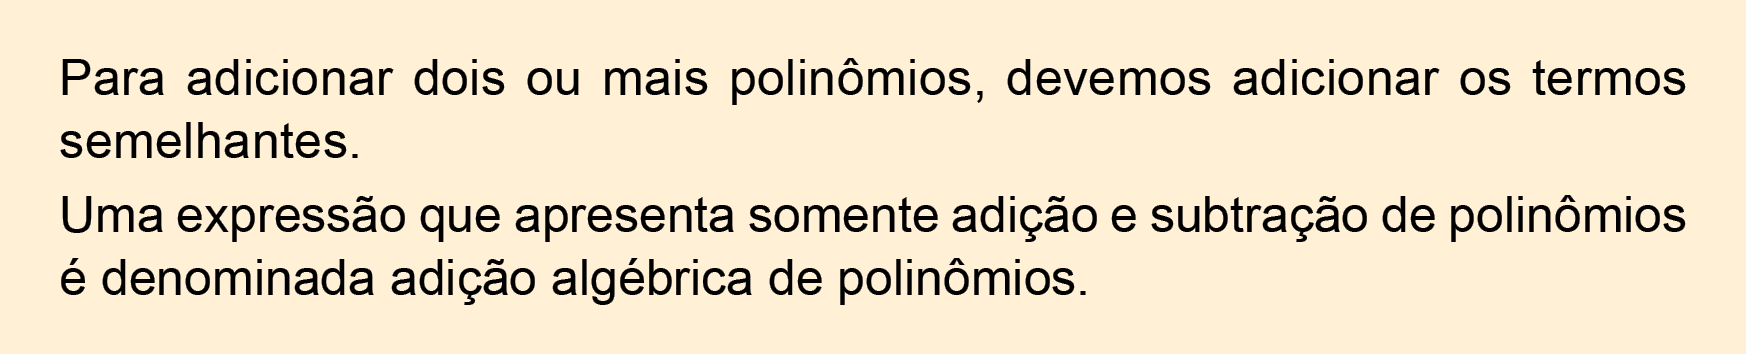 Para adicionar dois ou mais polinômios, devemos adicionar os termos
semelhantes.
Uma expressão que apresenta somente adição e subtração de polinômios
é denominada adição algébrica de polinômios.